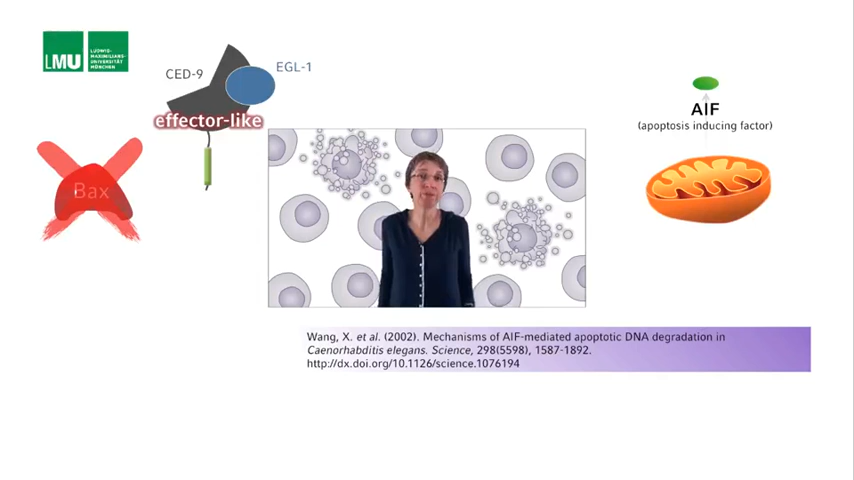 LMU
LUDWIG-
MAXIMILIANS-
UNIVERSITÄT
MÜNCHEN
CED-9
EGL-1
effector-like
Bax
AIF
(apoptosis inducing factor)
Wang, X. et al. (2002). Mechanisms of AIF-mediated apoptotic DNA degradation in
Caenorhabditis elegans. Science, 298(5598), 1587-1892.
http://dx.doi.org/10.1126/science.1076194